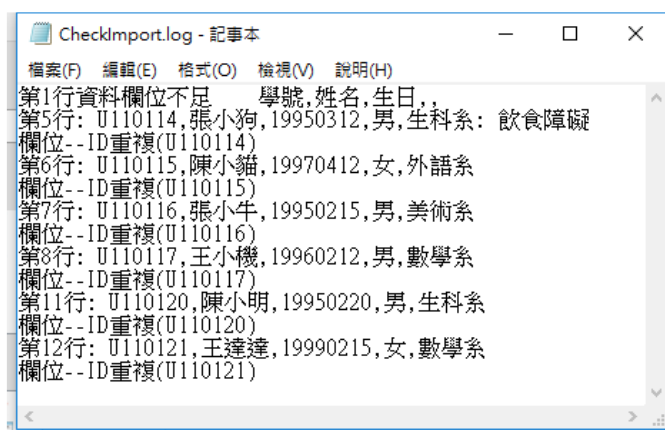 CheckImport.log - 記事本
檔案(F) 編輯(E) 格式(O) 檢視(V) 說明(H)
第1行資料欄位不足 學號,姓名,生日,,
第5行: U110114,張小狗,19950312,男,生科系: 飲食障礙
欄位--ID重複(U110114)
第6行: U110115,陳小貓,19970412,女,外語系
欄位--ID重複(U110115)
第7行: U110116,張小牛,19950215,男,美術系
欄位--ID重複(U110116)
第8行: U110117,王小機,19960212,男,數學系
欄位--ID重複(U110117)
第11行: U110120,陳小明,19950220,男,生科系
欄位--ID重複(U110120)
第12行: U110121,王達達,19990215,女,數學系
欄位--ID重複(U110121)